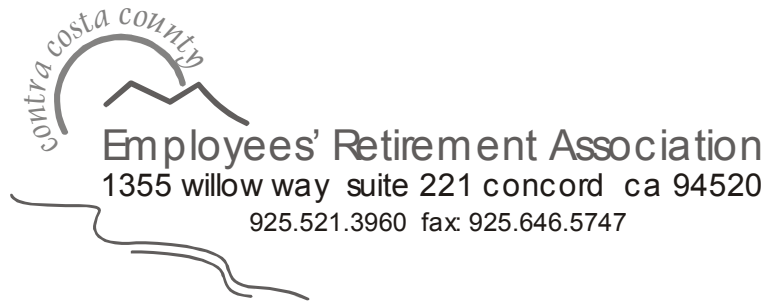 contra costa county
Employees' Retirement Association
1355 willow way suite 221 concord ca 94520
925.521.3960 fax: 925.646.5747